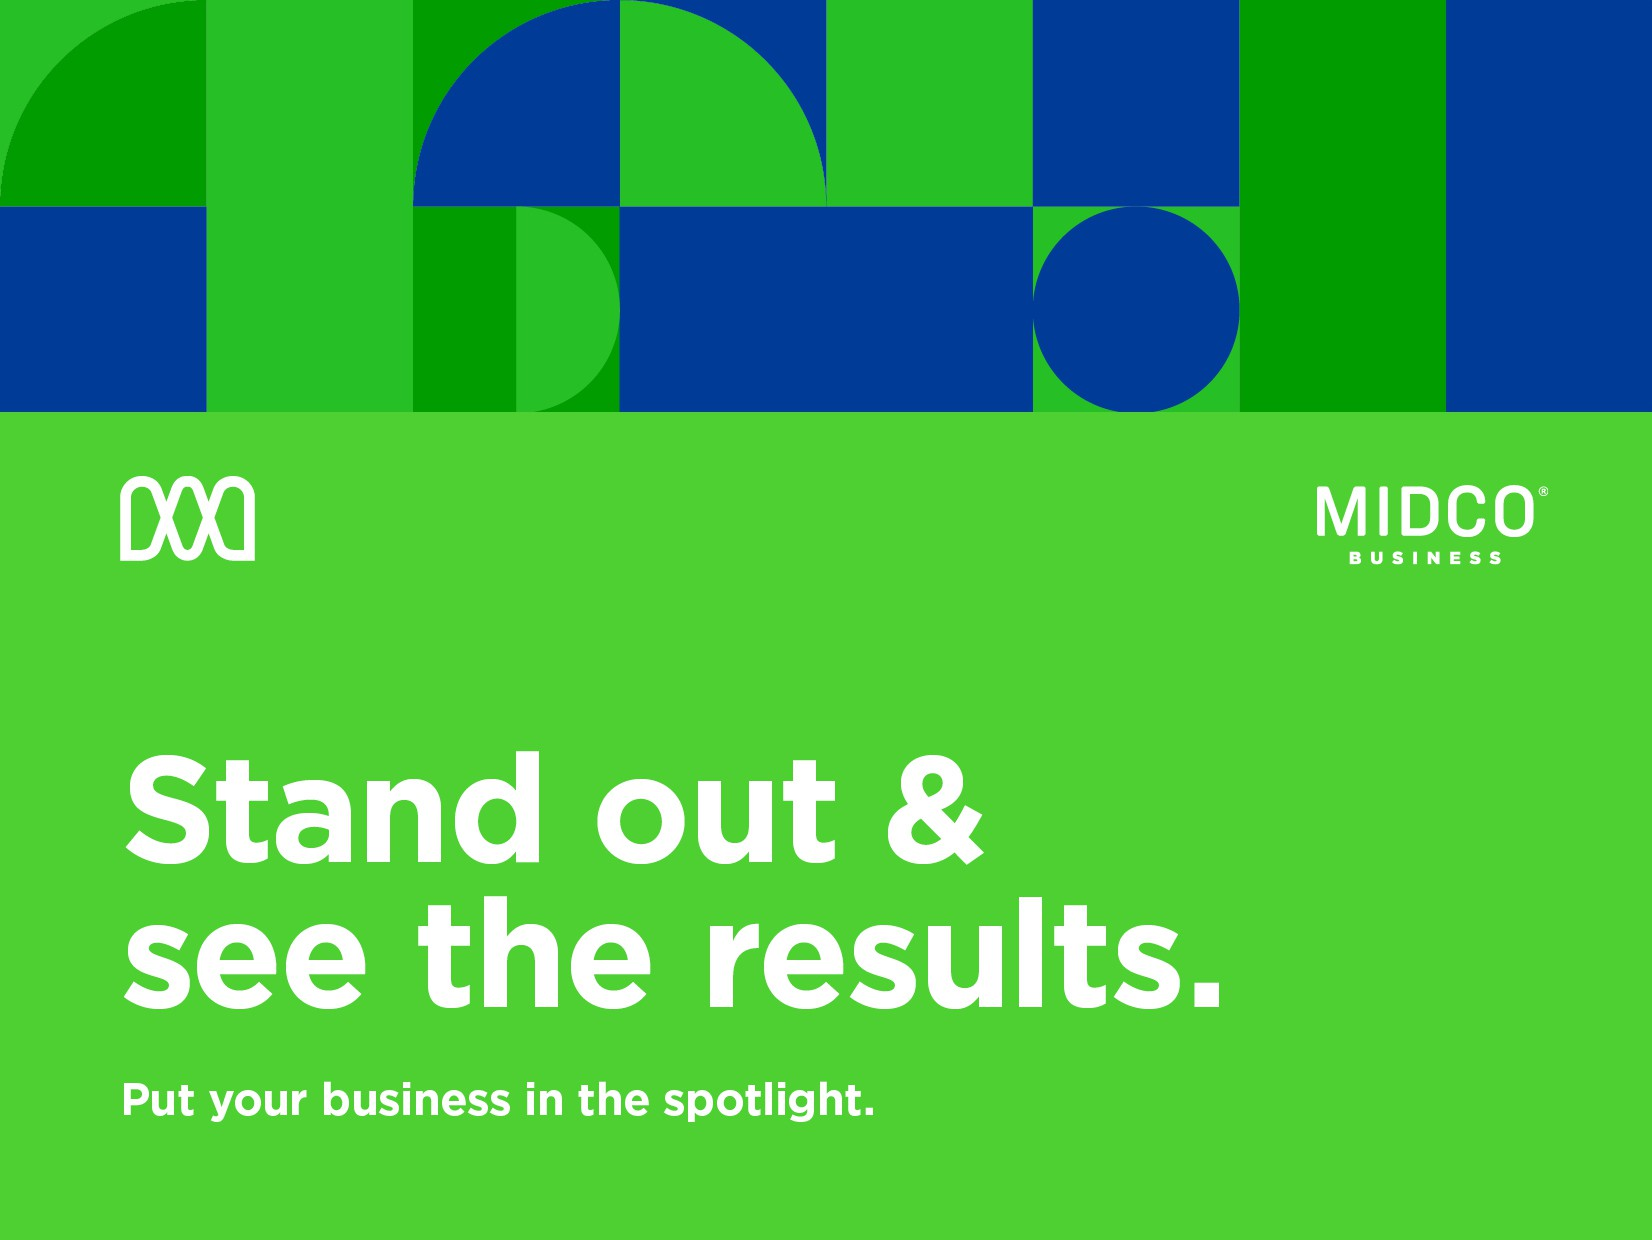 MIDCO®
BUSINESS
Stand out &
see the results.
Put your business in the spotlight.